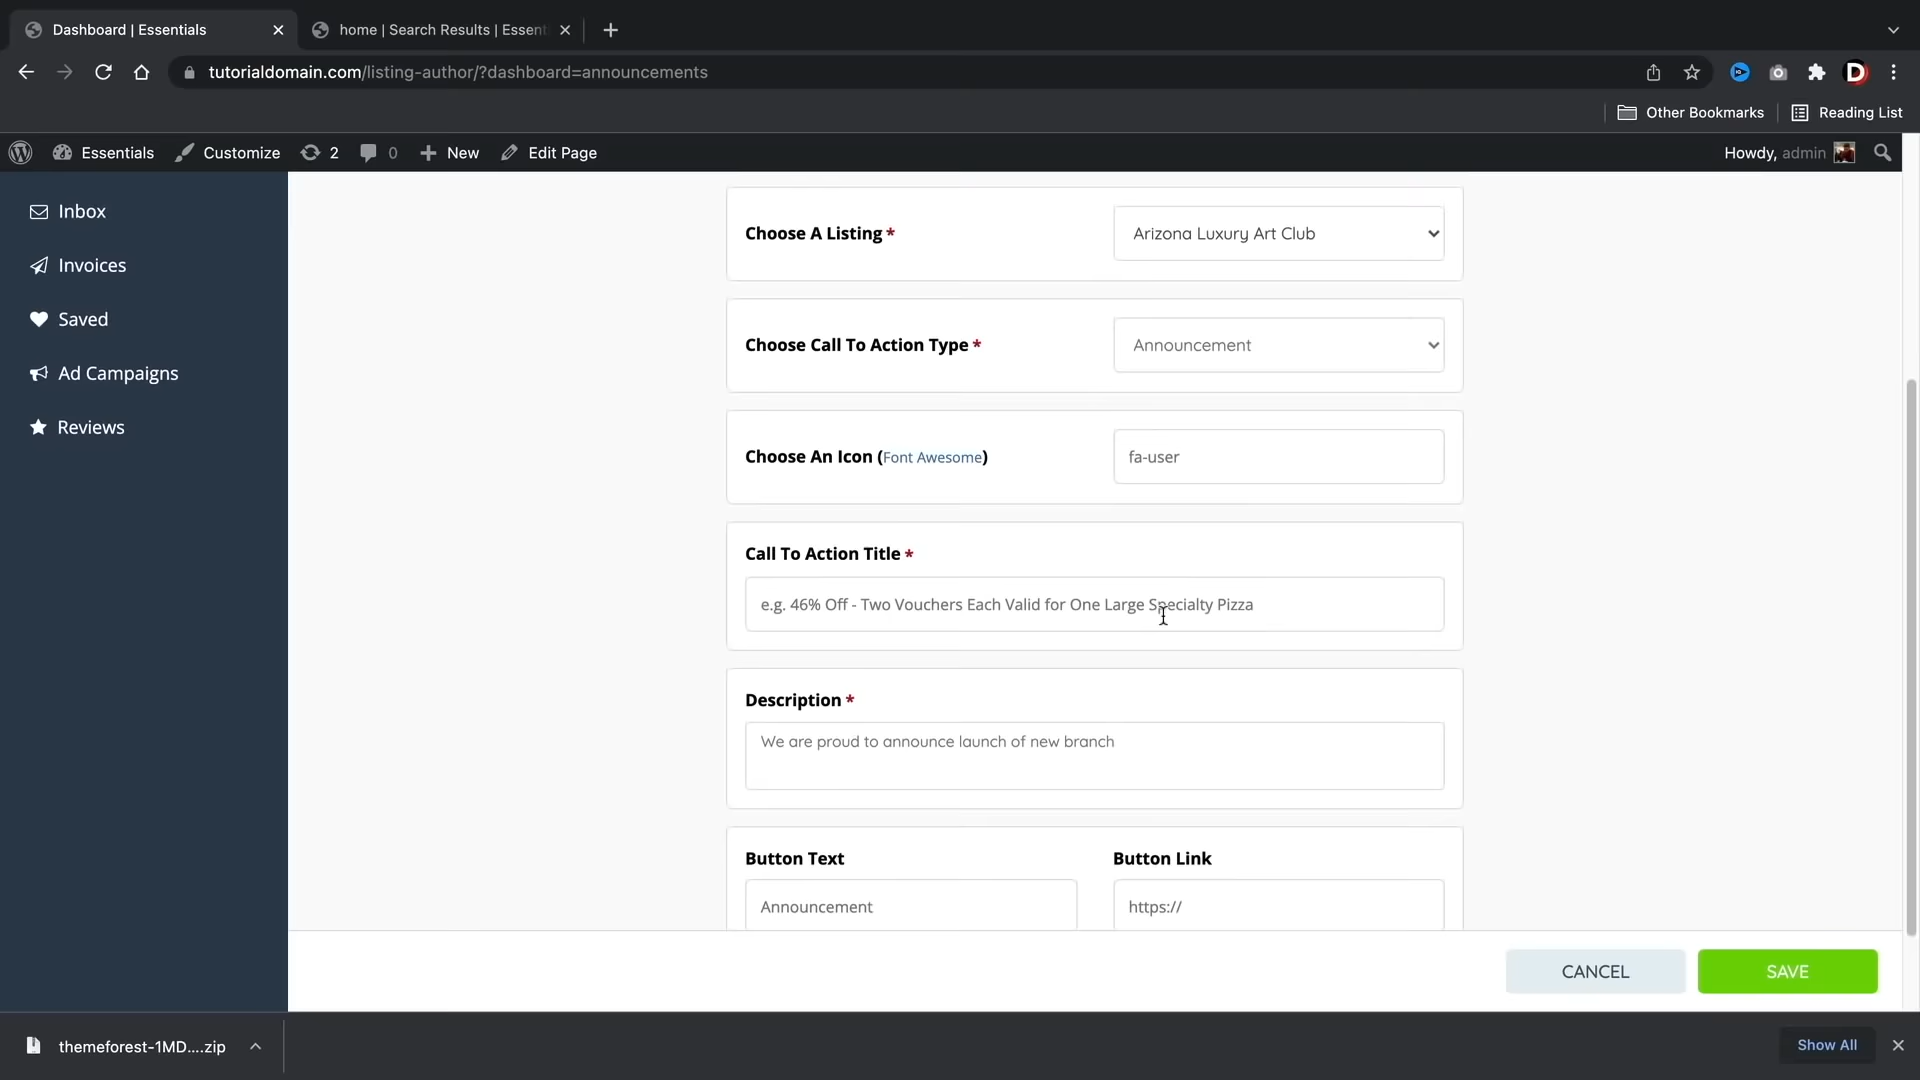 Dashboard | Essentials
home | Search Results | Essent
tutorialdomain.com/listing-author/?dashboard=announcements
Other Bookmarks
Reading List
Essentials
Customize
2
0
New
Edit Page
Howdy, admin
Inbox
Invoices
Saved
Ad Campaigns
Reviews
Choose A Listing *
Arizona Luxury Art Club
Choose Call To Action Type *
Announcement
Choose An Icon (Font Awesome)
fa-user
Call To Action Title *
e.g. 46% Off - Two Vouchers Each Valid for One Large Specialty Pizza
Description *
We are proud to announce launch of new branch
Button Text
Button Link
Announcement
https://
CANCEL
SAVE
themeforest-1MD....zip
Show All